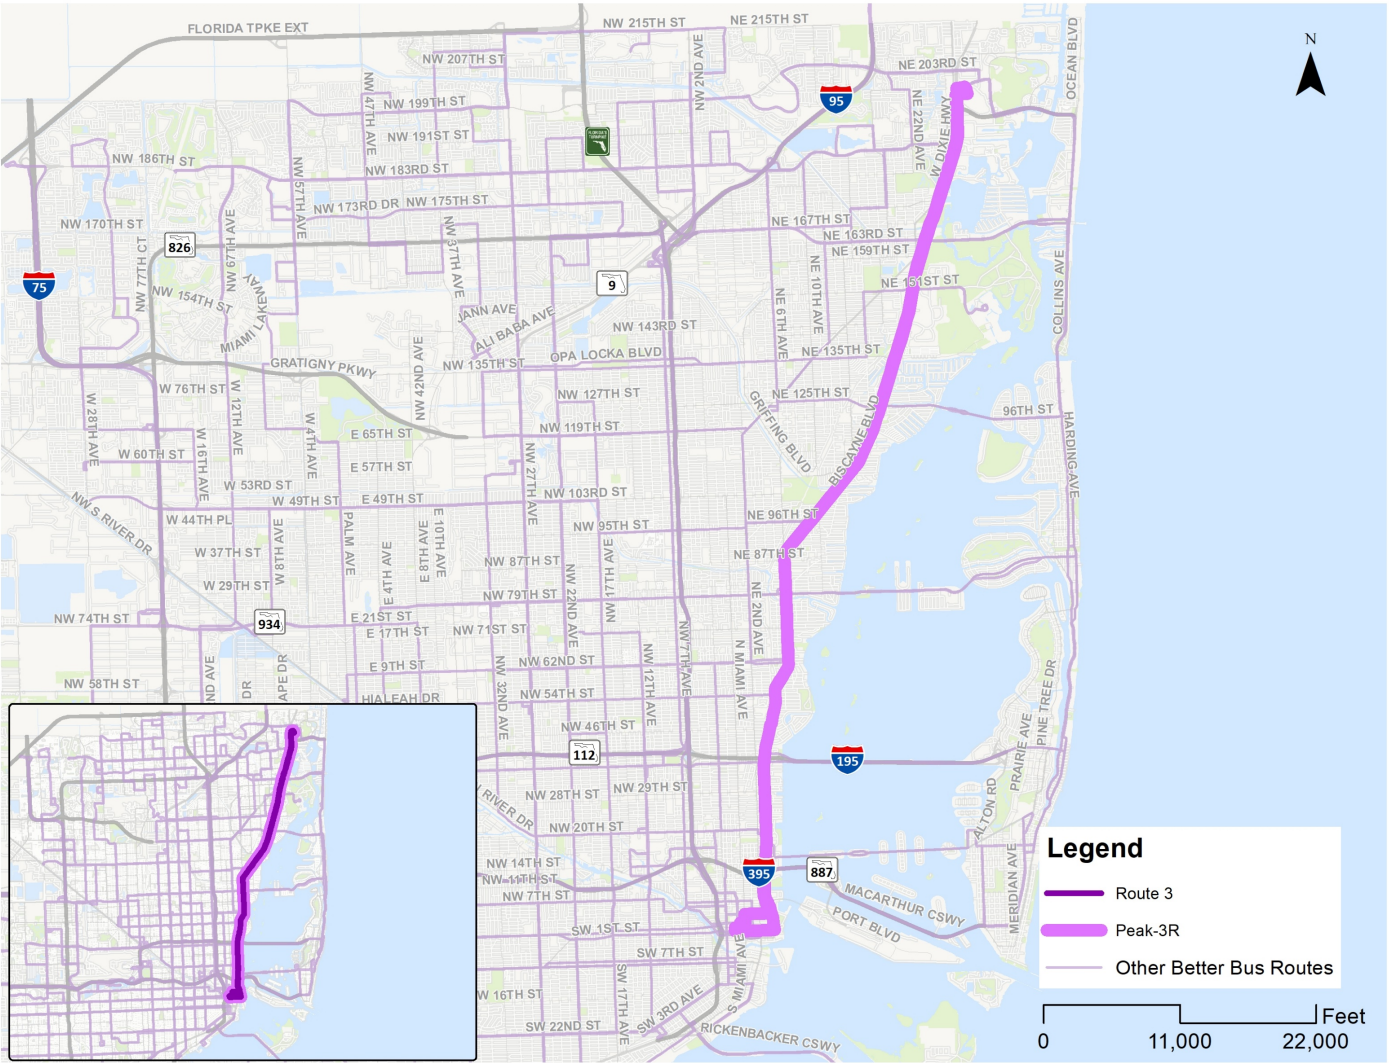 FLORIDA TPKE EXT
NW 215TH ST
NE 215TH ST
OCEAN BLVD
NW 207TH ST
NW 2ND AVE
NE 203RD ST
N
NW 47TH AVE
NW 199TH ST
95
NE 22ND AVE
W DIXIE HWY
NW 191ST ST
FLORIDA'S TURNPIKE
NW 186TH ST
NW 57TH AVE
NW 183RD ST
NW 173RD DR
NW 175TH ST
NW 170TH ST
NW 67TH AVE
NW 37TH AVE
NE 167TH ST
NE 163RD ST
826
NW 77TH CT
NE 159TH ST
COLLINS AVE
75
9
NE 10TH AVE
NE 151ST ST
NW 154TH ST
MIAMI LAKEWAY
JANN AVE
ALI BABA AVE
NE 6TH AVE
NW 143RD ST
GRATIGNY PKWY
NW 42ND AVE
NW 135TH ST
OPA LOCKA BLVD
NE 135TH ST
W 76TH ST
W 12TH AVE
NW 127TH ST
NE 125TH ST
W 28TH AVE
W 4TH AVE
GRIFFING BLVD
BISCAYNE BLVD
96TH ST
HARDING AVE
E 65TH ST
NW 119TH ST
W 16TH AVE
W 60TH ST
E 57TH ST
NW 27TH AVE
W 53RD ST
NW S RIVER DR
W 49TH ST
E 49TH ST
NW 103RD ST
W 44TH PL
W 8TH AVE
PALM AVE
E 4TH AVE
E 8TH AVE
E 10TH AVE
NW 95TH ST
NE 96TH ST
W 37TH ST
NW 87TH ST
NW 22ND AVE
NW 17TH AVE
NE 87TH ST
W 29TH ST
NW 79TH ST
NE 2ND AVE
NW 74TH ST
934
E 21ST ST
E 17TH ST
NW 71ST ST
NW 7TH AVE
N MIAMI AVE
ND AVE
DR
APE DR
E 9TH ST
NW 32ND AVE
NW 62ND ST
NW 12TH AVE
NW 58TH ST
HIALEAH DR
NW 54TH ST
PINE TREE DR
PRAIRIE AVE
NW 46TH ST
112
195
RIVER DR
NW 28TH ST
NW 29TH ST
ALTON RD
NW 20TH ST
NW 14TH ST
NW 11TH ST
NW 7TH ST
395
887
MACARTHUR CSWY
MERIDIAN AVE
SW 1ST ST
PORT BLVD
SW 7TH ST
S MIAMI AVE
W 16TH ST
SW 17TH AVE
SW 3RD AVE
SW 22ND ST
RICKENBACKER CSWY
Legend
Route 3
Peak-3R
Other Better Bus Routes
Feet
0 11,000 22,000